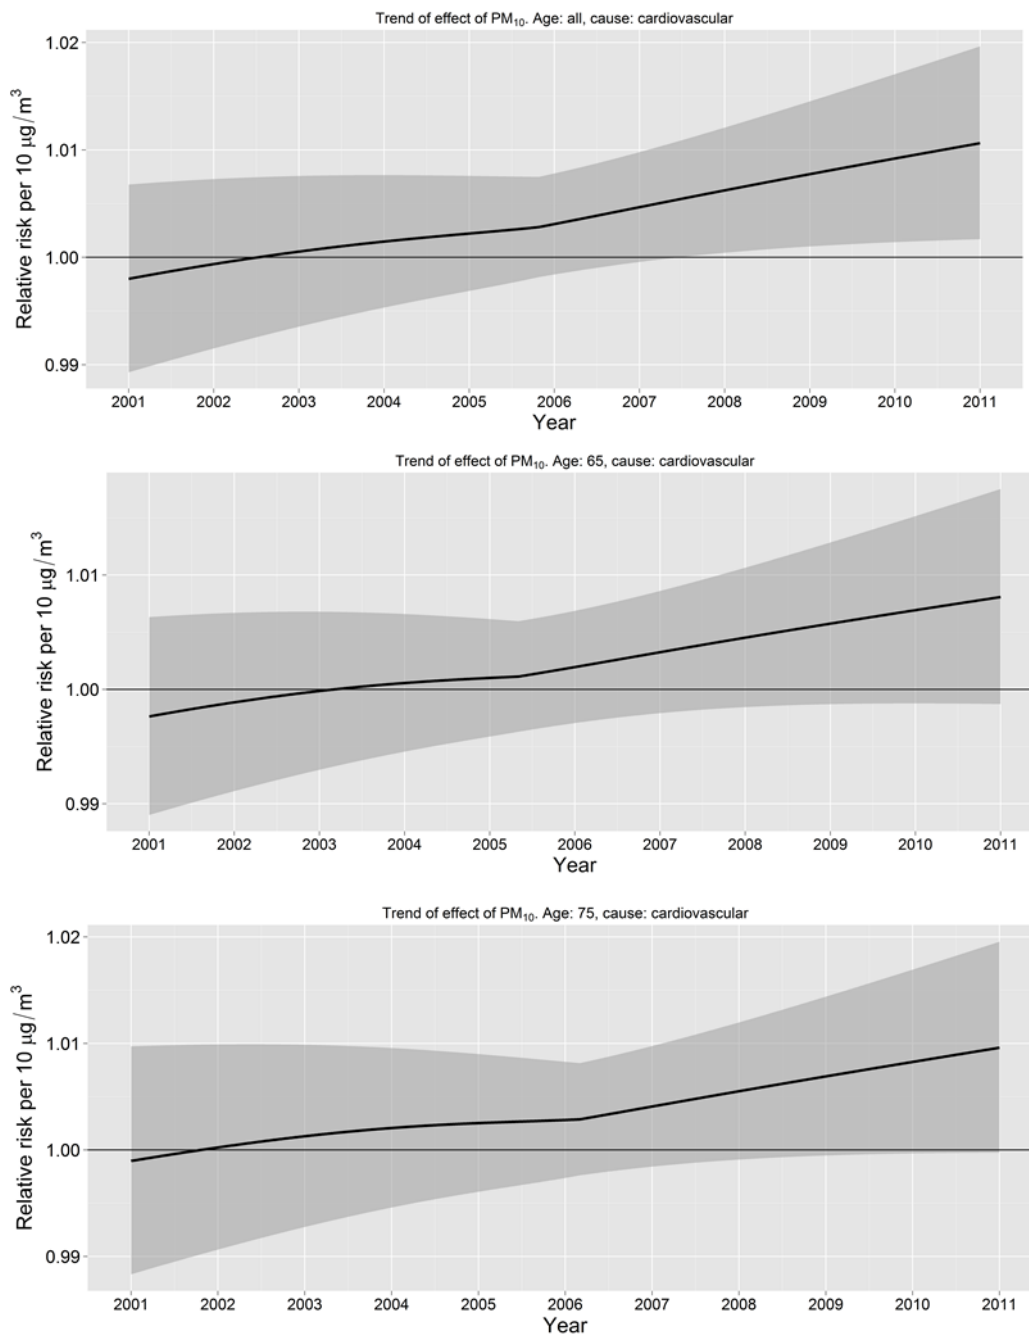 Trend of effect of PM₁₀. Age: all, cause: cardiovascular
Relative risk per 10 μg/m³
1.02
1.01
1.00
0.99
2001 2002 2003 2004 2005 2006 2007 2008 2009 2010 2011
Year
Trend of effect of PM₁₀. Age: 65, cause: cardiovascular
Relative risk per 10 μg/m³
1.01
1.00
0.99
2001 2002 2003 2004 2005 2006 2007 2008 2009 2010 2011
Year
Trend of effect of PM₁₀. Age: 75, cause: cardiovascular
Relative risk per 10 μg/m³
1.02
1.01
1.00
0.99
2001 2002 2003 2004 2005 2006 2007 2008 2009 2010 2011
Year